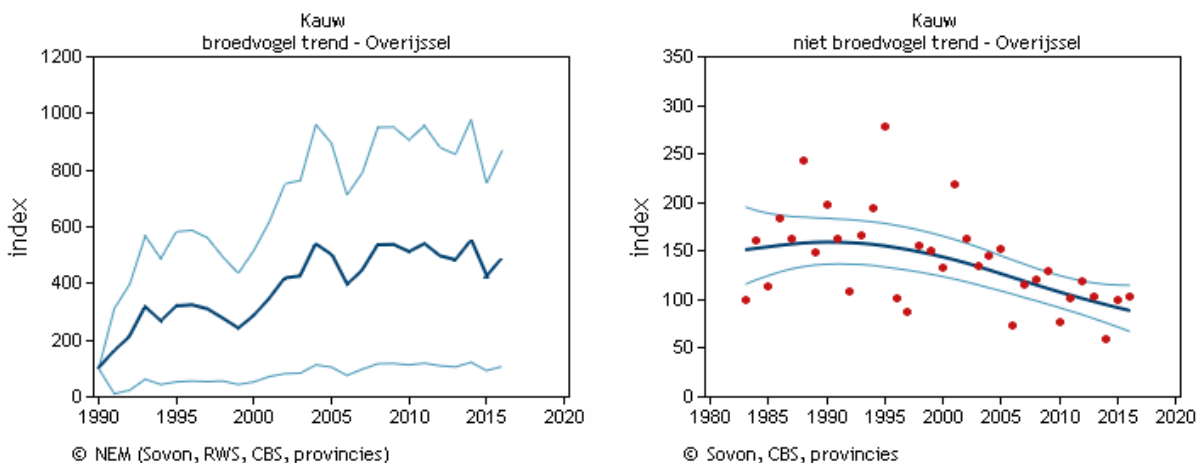 Kauw
broedvogel trend - Overijssel
1200
1000
800
600
400
200
0
index
1990 1995 2000 2005 2010 2015 2020
© NEM (Sovon, RWS, CBS, provincies)
Kauw
niet broedvogel trend - Overijssel
350
300
250
200
150
100
50
0
index
1980 1985 1990 1995 2000 2005 2010 2015 2020
© Sovon, CBS, provincies